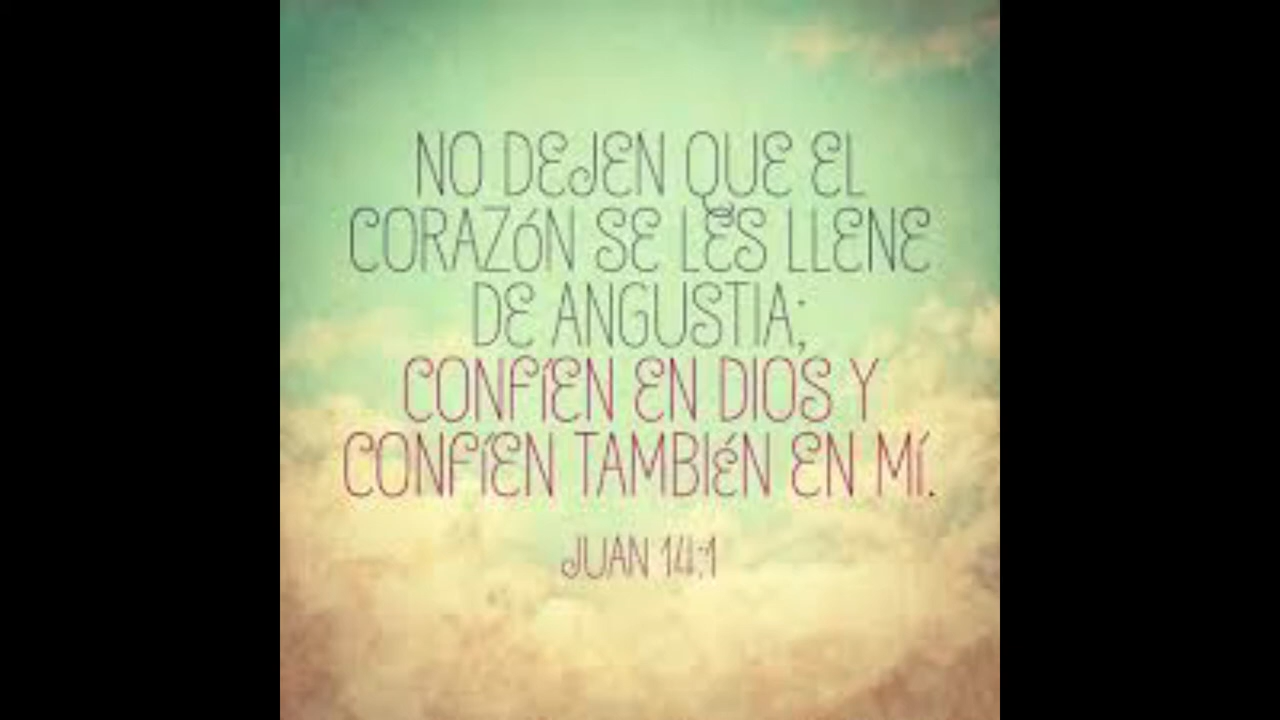 NO DEJEN QUE EL
CORAZÓN SE LES LLENE
DE ANGUSTIA;
CONFÍEN EN DIOS Y
CONFÍEN TAMBIÉN EN MÍ.
JUAN 14:1